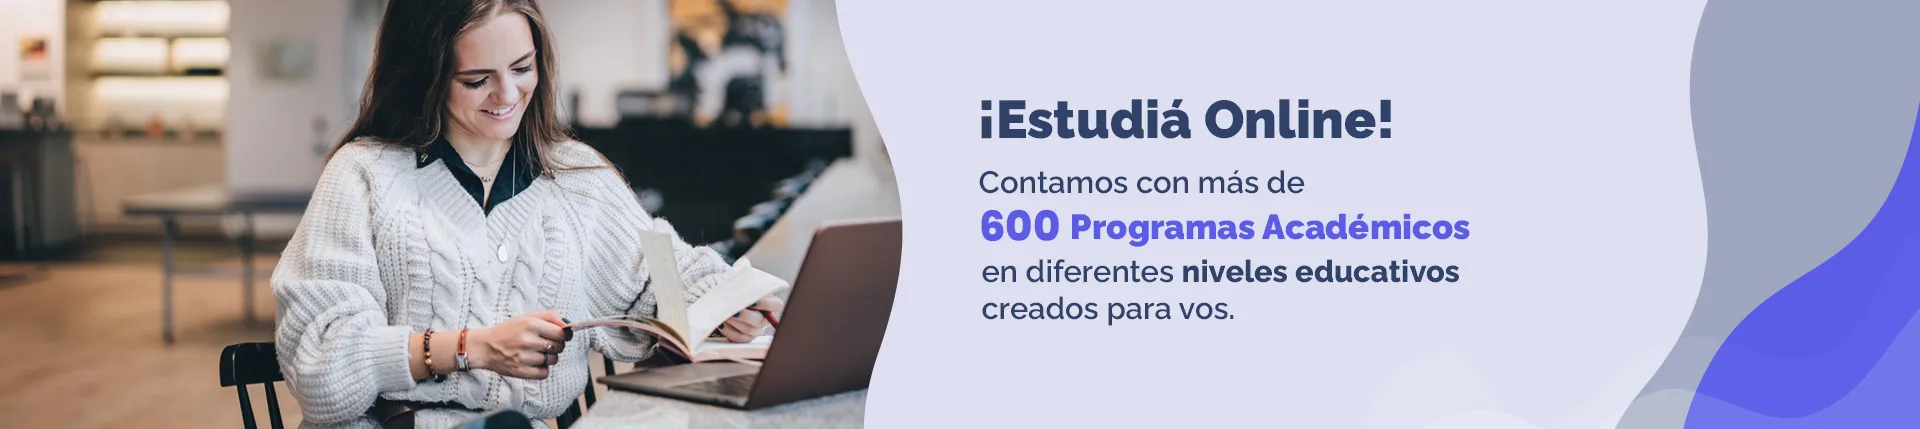 ¡Estudiá Online!
Contamos con más de
600 Programas Académicos
en diferentes niveles educativos
creados para vos.